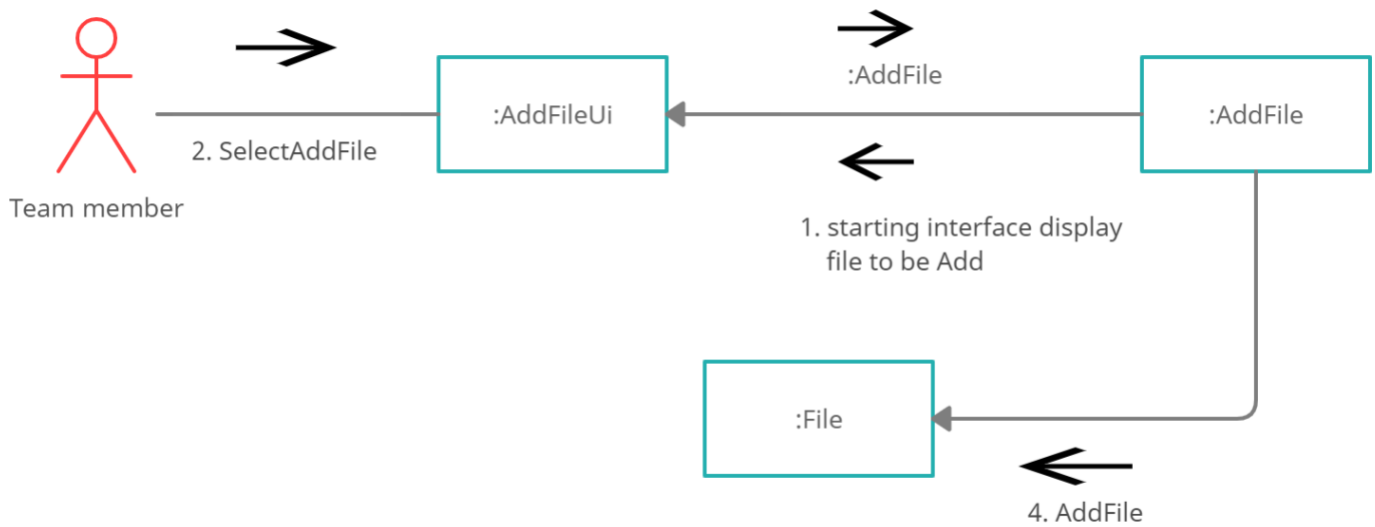 :AddFile
:AddFileUi
:AddFile
2. SelectAddFile
Team member
1. starting interface display
file to be Add
:File
4. AddFile